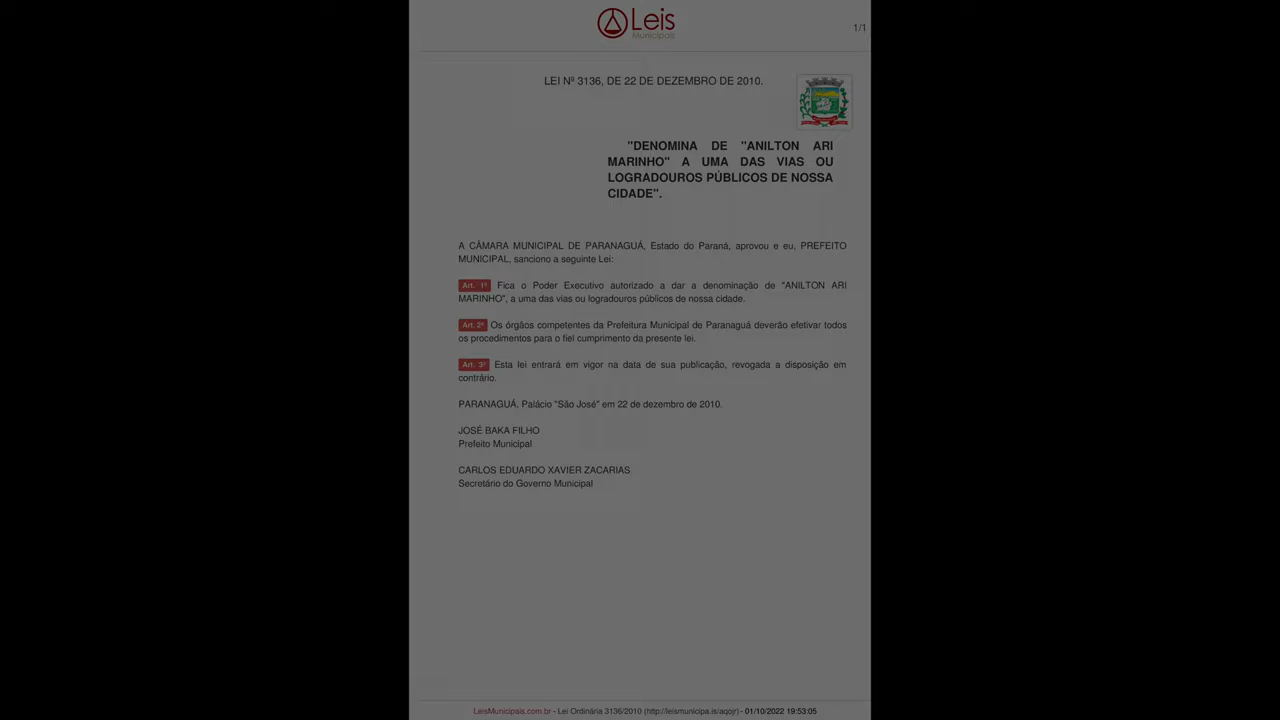 Leis
Municipais
1/1
LEI Nº 3136, DE 22 DE DEZEMBRO DE 2010.
"DENOMINA DE "ANILTON ARI
MARINHO" A UMA DAS VIAS OU
LOGRADOUROS PÚBLICOS DE NOSSA
CIDADE".
A CÂMARA MUNICIPAL DE PARANAGUÁ, Estado do Paraná, aprovou e eu, PREFEITO
MUNICIPAL, sanciono a seguinte Lei:
Art. 1º Fica o Poder Executivo autorizado a dar a denominação de "ANILTON ARI
MARINHO", a uma das vias ou logradouros públicos de nossa cidade.
Art. 2º Os órgãos competentes da Prefeitura Municipal de Paranaguá deverão efetivar todos
os procedimentos para o fiel cumprimento da presente lei.
Art. 3º Esta lei entrará em vigor na data de sua publicação, revogada a disposição em
contrário.
PARANAGUÁ, Palácio "São José" em 22 de dezembro de 2010.
JOSÉ BAKA FILHO
Prefeito Municipal
CARLOS EDUARDO XAVIER ZACARIAS
Secretário do Governo Municipal
LeisMunicipais.com.br - Lei Ordinária 3136/2010 (http://leismunicipa.is/aqojr) - 01/10/2022 19:53:05